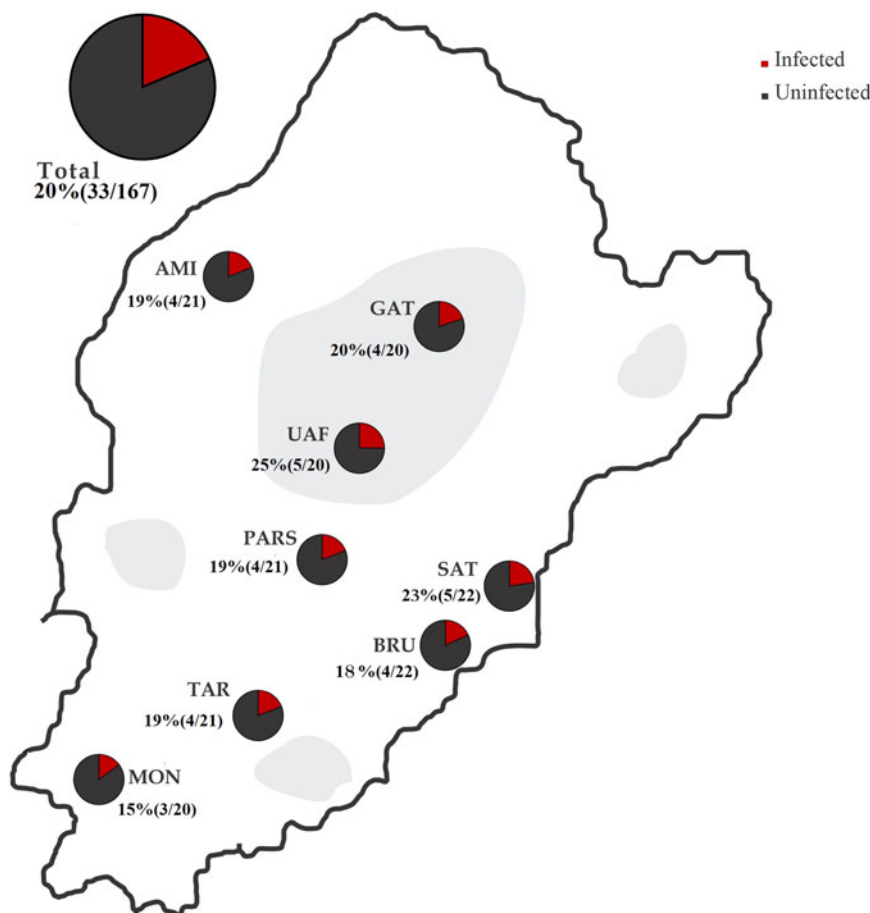 Infected
Uninfected
Total
20%(33/167)
AMI
19%(4/21)
GAT
20%(4/20)
UAF
25%(5/20)
PARS
19%(4/21)
SAT
23%(5/22)
BRU
18%(4/22)
TAR
19%(4/21)
MON
15%(3/20)